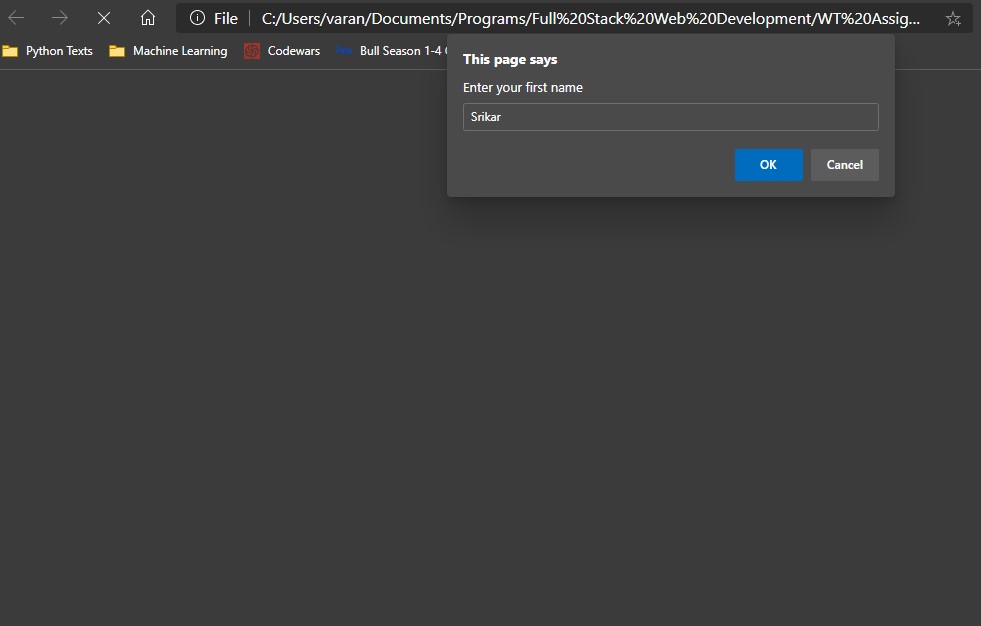 File C:/Users/varan/Documents/Programs/Full%20Stack%20Web%20Development/WT%20Assig...
Python Texts Machine Learning Codewars Bull Season 1-4
This page says
Enter your first name
Srikar
OK Cancel